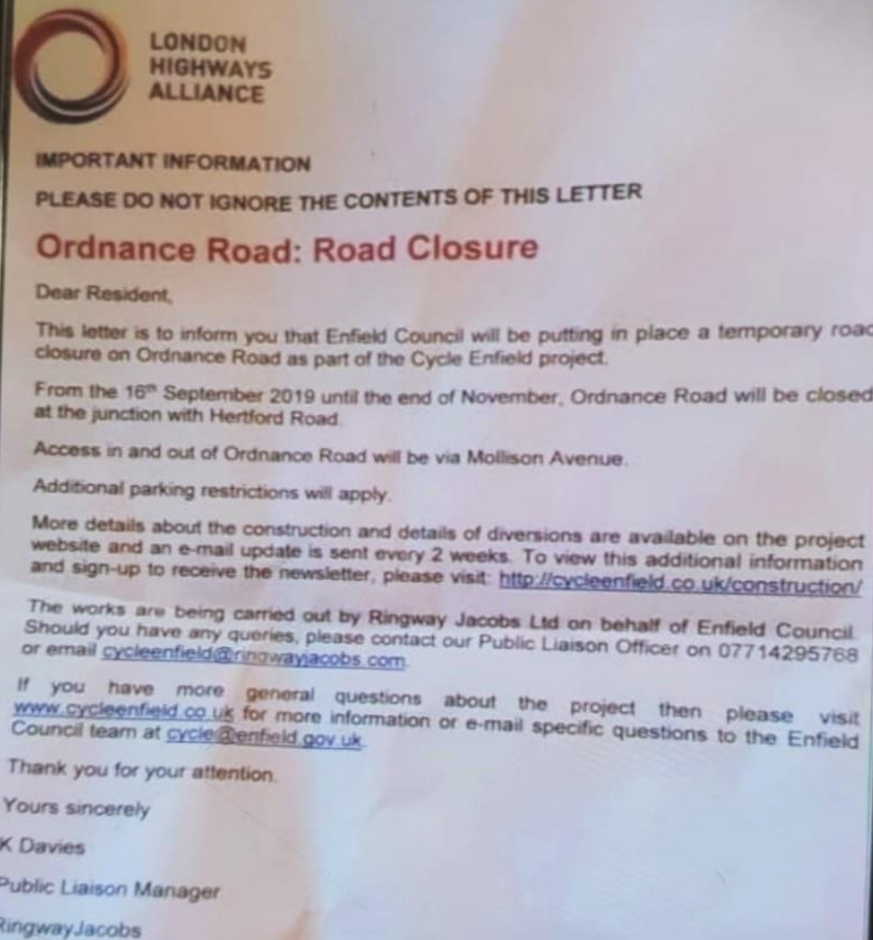 LONDON
HIGHWAYS
ALLIANCE
IMPORTANT INFORMATION
PLEASE DO NOT IGNORE THE CONTENTS OF THIS LETTER
Ordnance Road: Road Closure
Dear Resident,
This letter is to inform you that Enfield Council will be putting in place a temporary road
closure on Ordnance Road as part of the Cycle Enfield project.
From the 16th September 2019 until the end of November, Ordnance Road will be closed
at the junction with Hertford Road.
Access in and out of Ordnance Road will be via Mollison Avenue.
Additional parking restrictions will apply.
More details about the construction and details of diversions are available on the project
website and an e-mail update is sent every 2 weeks. To view this additional information
and sign-up to receive the newsletter, please visit: http://cycleenfield.co.uk/construction/
The works are being carried out by Ringway Jacobs Ltd on behalf of Enfield Council.
Should you have any queries, please contact our Public Liaison Officer on 07714295768
or email cycleenfield@ringwayjacobs.com.
If you have more general questions about the project then please visit
www.cycleenfield.co.uk for more information or e-mail specific questions to the Enfield
Council team at cycle@enfield.gov.uk.
Thank you for your attention.
Yours sincerely
K Davies
Public Liaison Manager
RingwayJacobs